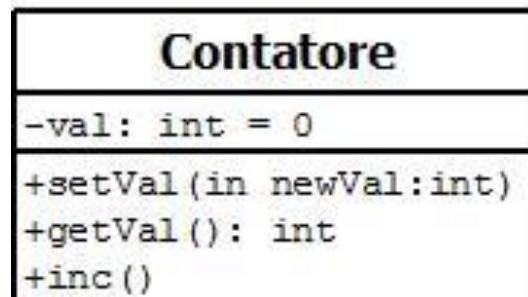 Contatore
-val: int = 0
+setVal(in newVal:int)
+getVal(): int
+inc()